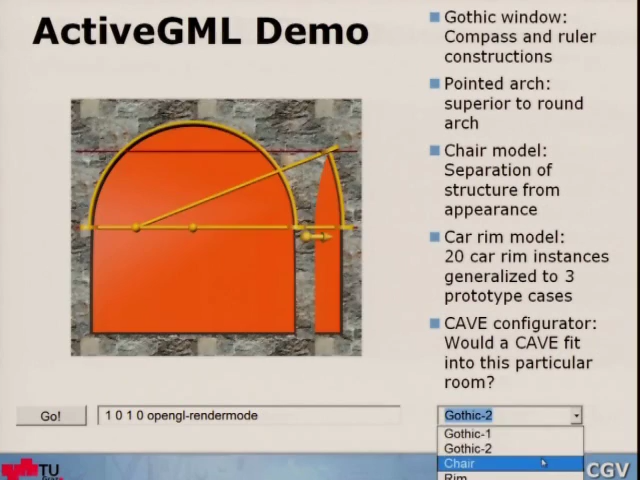 ActiveGML Demo
Gothic window:
Compass and ruler
constructions
Pointed arch:
superior to round
arch
Chair model:
Separation of
structure from
appearance
Car rim model:
20 car rim instances
generalized to 3
prototype cases
CAVE configurator:
Would a CAVE fit
into this particular
room?
Go!
1 0 1 0 opengl-rendermode
Gothic-2
Gothic-1
Gothic-2
Chair
Rim
TU
Graz
CGV